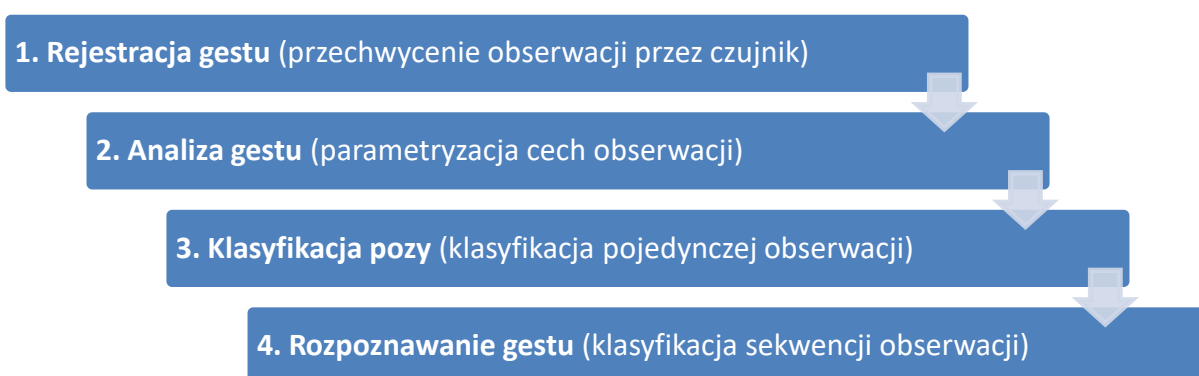 1. Rejestracja gestu (przechwycenie obserwacji przez czujnik)
2. Analiza gestu (parametryzacja cech obserwacji)
3. Klasyfikacja pozy (klasyfikacja pojedynczej obserwacji)
4. Rozpoznawanie gestu (klasyfikacja sekwencji obserwacji)